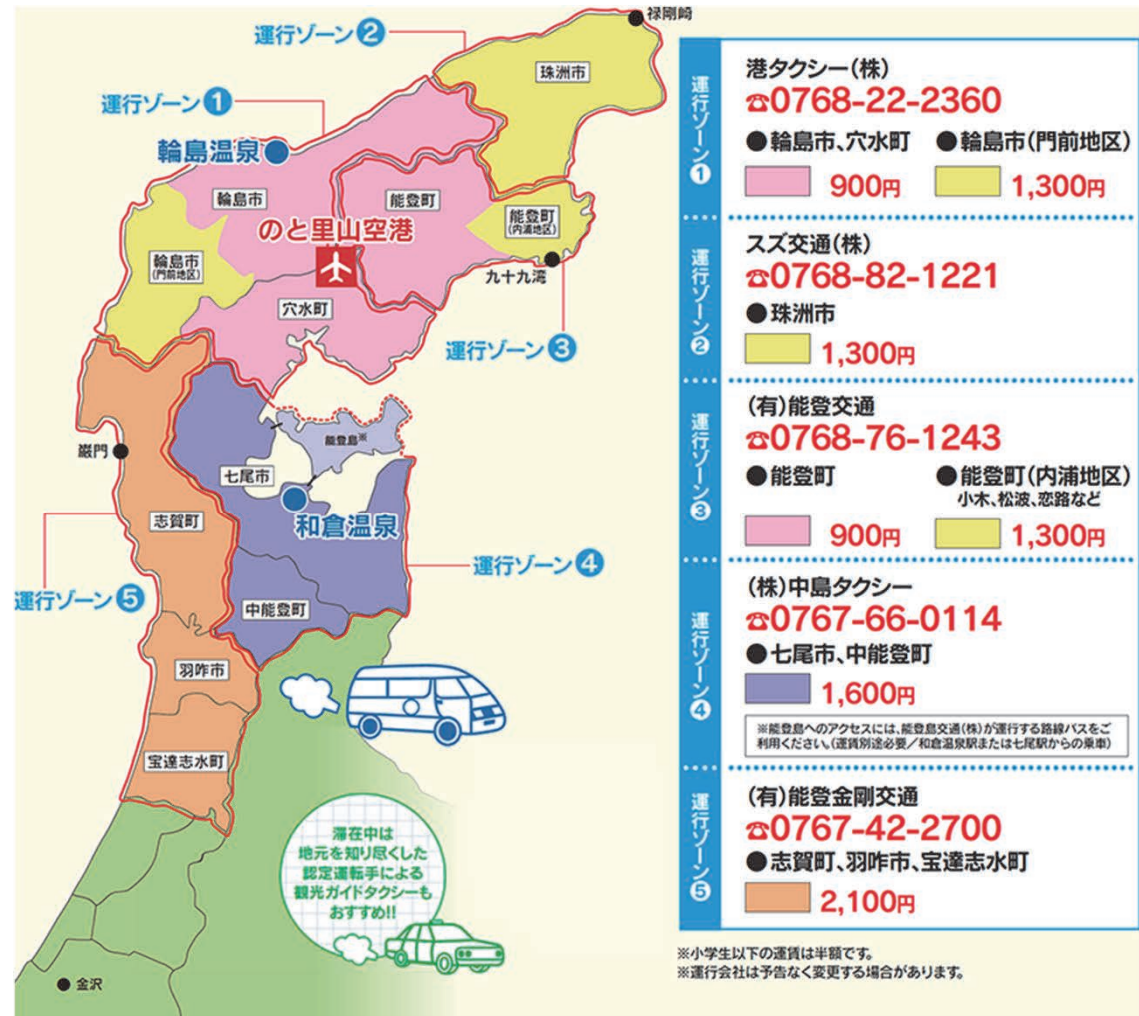 禄剛崎
運行ゾーン❷
珠洲市
運行ゾーン❶
輪島温泉
輪島市
能登町
のと里山空港
能登町
(内浦地区)
輪島市
(門前地区)
九十九湾
穴水町
運行ゾーン❸
能登島※
巌門
七尾市
和倉温泉
志賀町
運行ゾーン❹
運行ゾーン❺
中能登町
羽咋市
宝達志水町
滞在中は
地元を知り尽くした
認定運転手による
観光ガイドタクシーも
おすすめ!!
金沢
運行ゾーン❶
港タクシー(株)
☎0768-22-2360
●輪島市、穴水町 ●輪島市(門前地区)
900円 1,300円
運行ゾーン❷
スズ交通(株)
☎0768-82-1221
●珠洲市
1,300円
運行ゾーン❸
(有)能登交通
☎0768-76-1243
●能登町 ●能登町(内浦地区)
小木、松波、恋路など
900円 1,300円
運行ゾーン❹
(株)中島タクシー
☎0767-66-0114
●七尾市、中能登町
1,600円
※能登島へのアクセスには、能登島交通(株)が運行する路線バスをご
利用ください。(運賃別途必要/和倉温泉駅または七尾駅からの乗車)
運行ゾーン❺
(有)能登金剛交通
☎0767-42-2700
●志賀町、羽咋市、宝達志水町
2,100円
※小学生以下の運賃は半額です。
※運行会社は予告なく変更する場合があります。